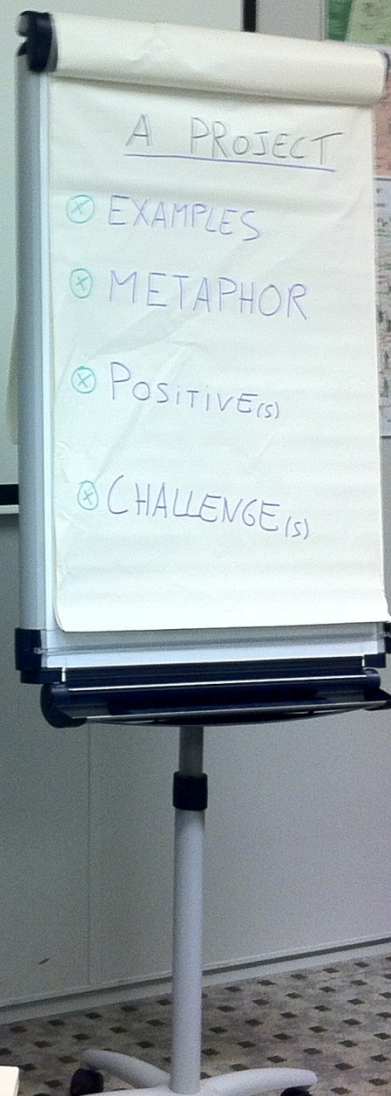 A PROJECT
ⓧ EXAMPLES
ⓧ METAPHOR
ⓧ POSITIVE(S)
ⓧ CHALLENGE(S)